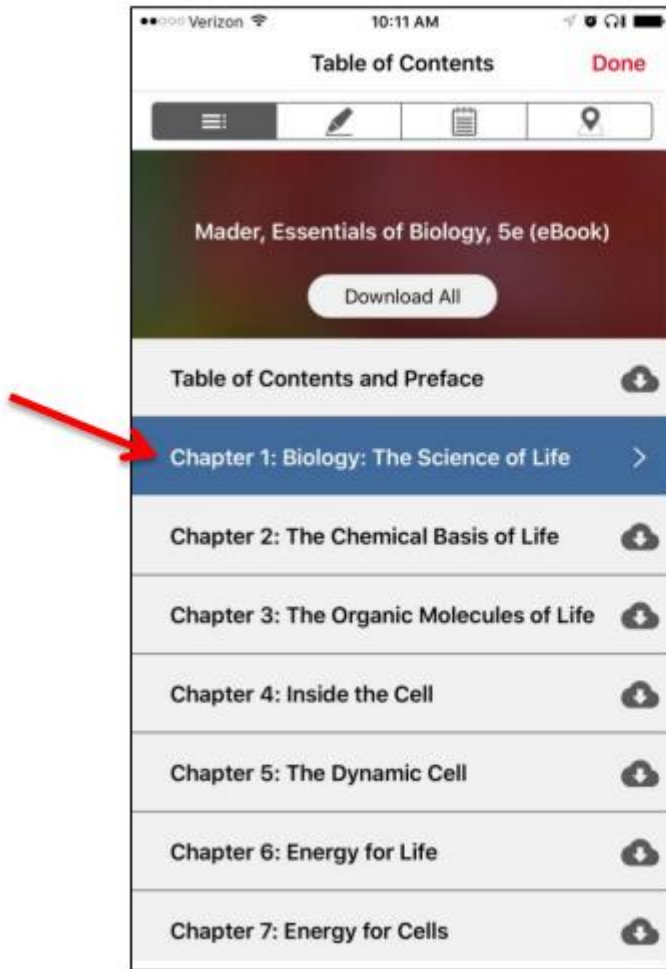 Verizon 10:11 AM
Table of Contents Done
Mader, Essentials of Biology, 5e (eBook)
Download All
Table of Contents and Preface
Chapter 1: Biology: The Science of Life
Chapter 2: The Chemical Basis of Life
Chapter 3: The Organic Molecules of Life
Chapter 4: Inside the Cell
Chapter 5: The Dynamic Cell
Chapter 6: Energy for Life
Chapter 7: Energy for Cells